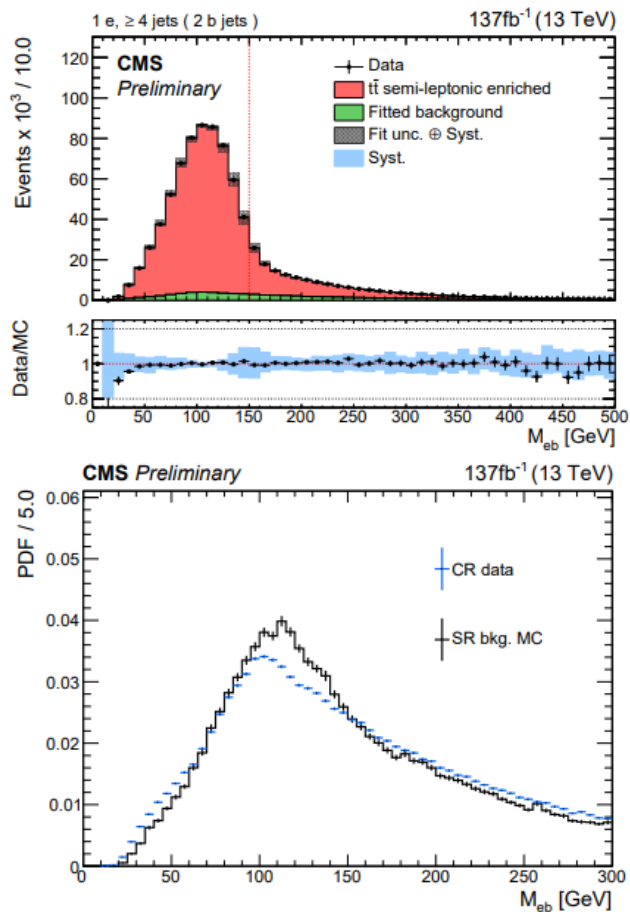 1 e, ≥ 4 jets ( 2 b jets )
137fb⁻¹ (13 TeV)
Events x 10³ / 10.0
120
100
80
60
40
20
0
CMS
Preliminary
Data
tt̄ semi-leptonic enriched
Fitted background
Fit unc. ⊕ Syst.
Syst.
Data/MC
1.2
1.0
0.8
0 50 100 150 200 250 300 350 400 450 500
M_eb [GeV]
CMS Preliminary
137fb⁻¹ (13 TeV)
PDF / 5.0
0.06
0.05
0.04
0.03
0.02
0.01
0
CR data
SR bkg. MC
0 50 100 150 200 250 300
M_eb [GeV]